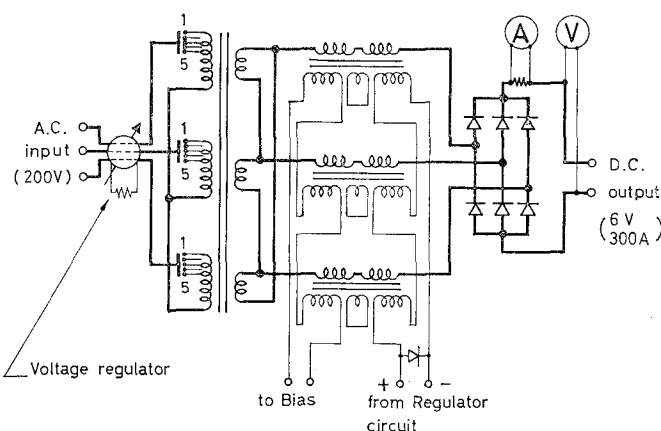 1
5
A.C.
input
(200V)
1
5
1
5
Voltage regulator
to Bias
+
−
from Regulator
circuit
A
V
D.C.
output
(6V
300A)